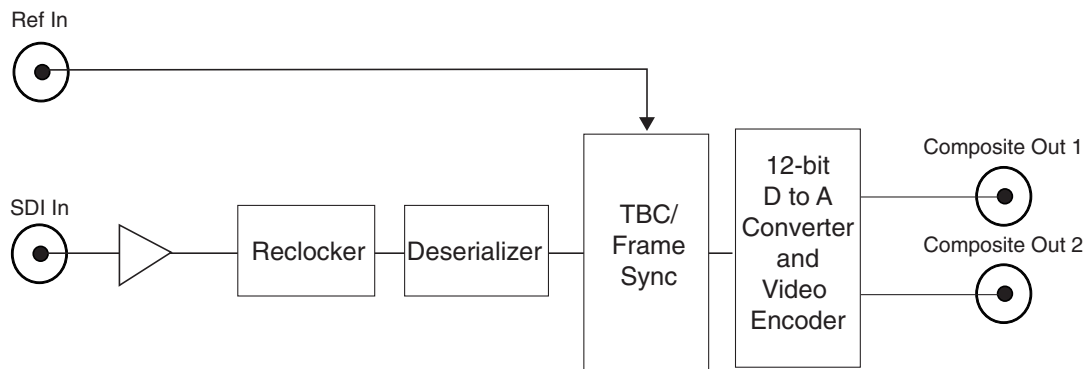 Ref In
SDI In
Reclocker
Deserializer
TBC/
Frame
Sync
12-bit
D to A
Converter
and
Video
Encoder
Composite Out 1
Composite Out 2